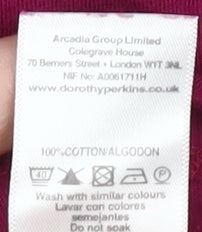 Arcadia Group Limited
Colegrave House
70 Berners Street • London W1T 3NL
NIF No: A0061711H
www.dorothyperkins.co.uk
100%COTTON/ALGODON
40 P
Wash with similar colours
Lavar con colores
semejantes
Do not soak